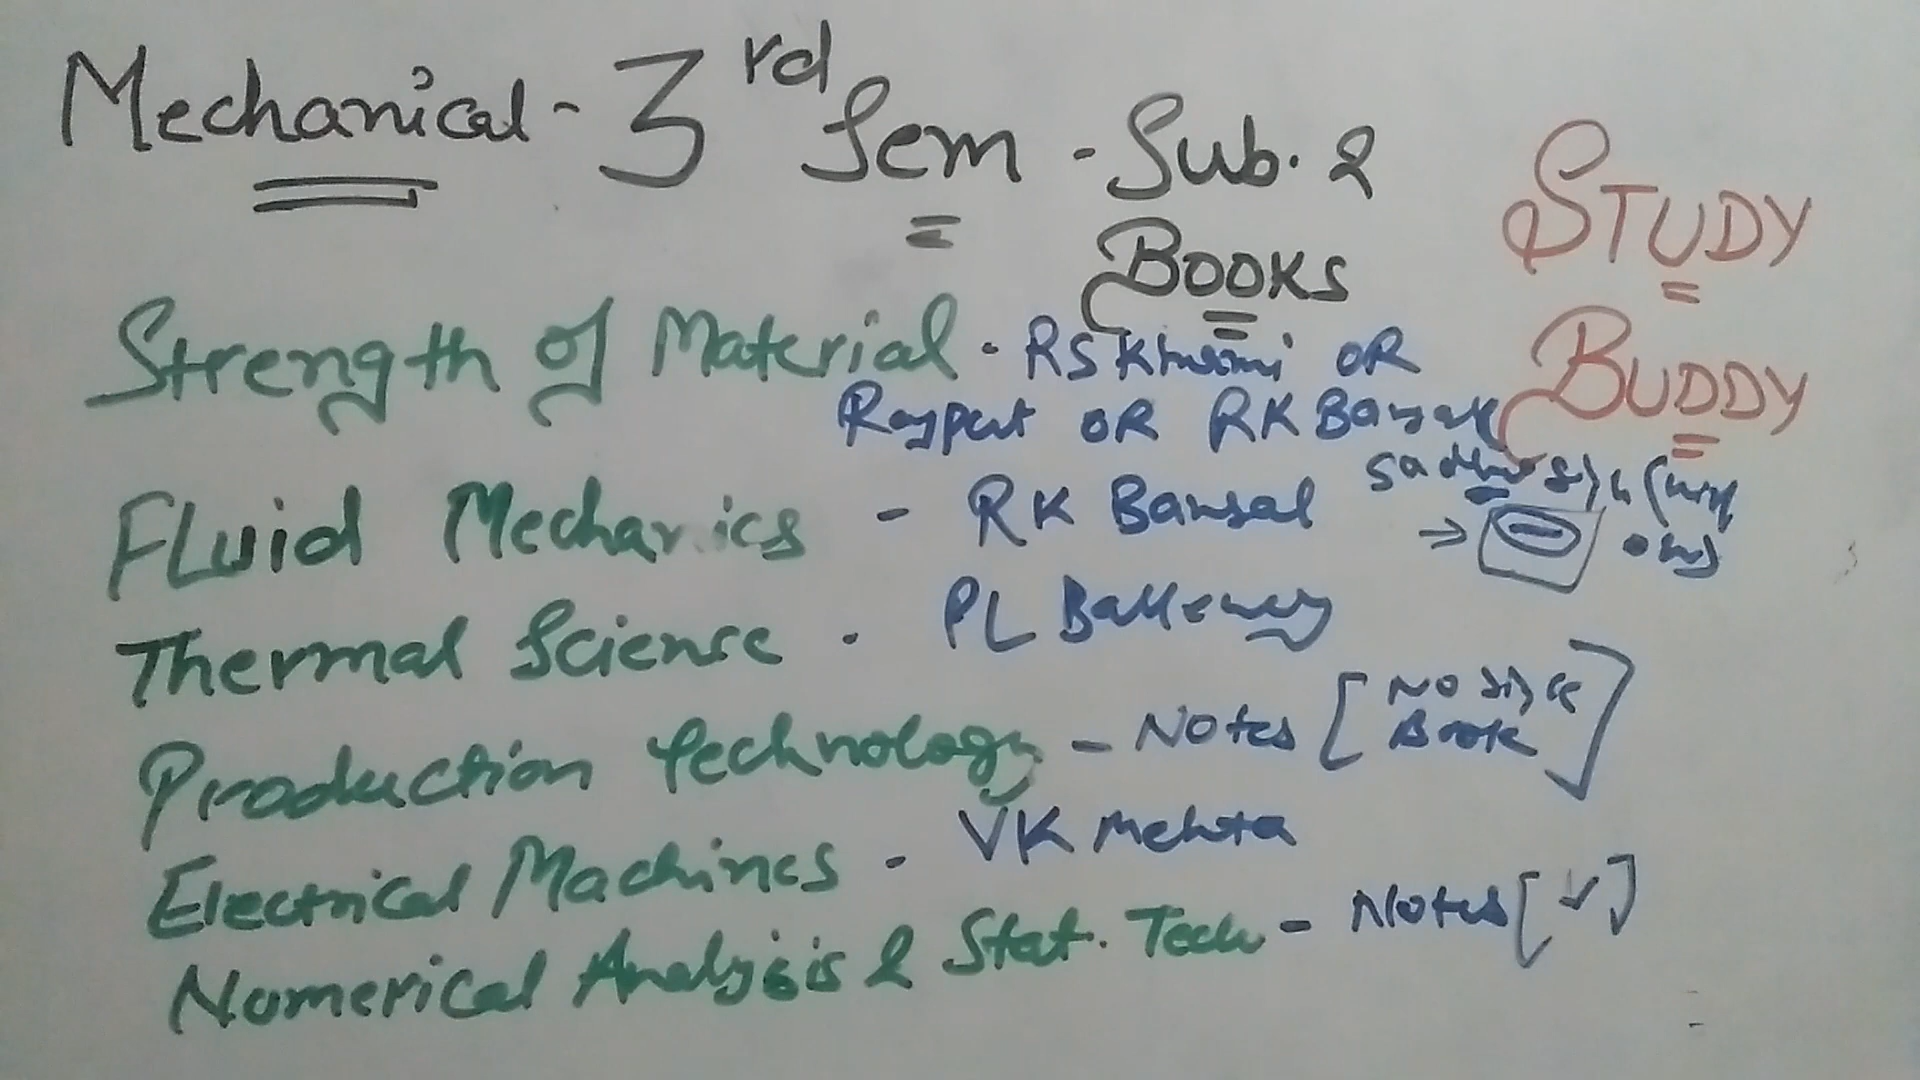 Mechanical - 3rd Sem - Sub. &
BOOKS
STUDY
BUDDY
Strength of Material - RS Khurmi OR
OR RK Bansal
Sadhu Singh
Fluid Mechanics - RK Bansal
Thermal Science - PL Ballaney
Production Technology - Notes [No Single Book]
Electrical Machines - VK Mehta
Numerical Analysis & Stat. Tech - Notes [✓]